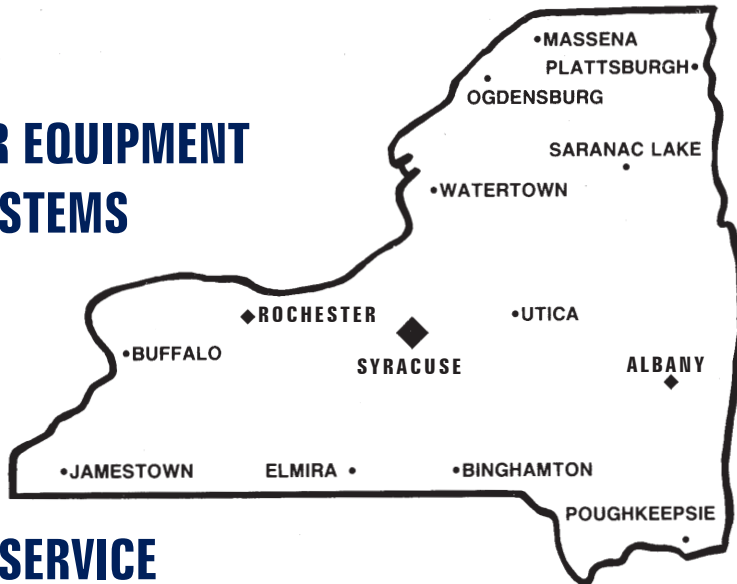 MASSENA
PLATTSBURGH
OGDENSBURG
R EQUIPMENT
SARANAC LAKE
WATERTOWN
STEMS
ROCHESTER
UTICA
BUFFALO
SYRACUSE
ALBANY
JAMESTOWN
ELMIRA
BINGHAMTON
POUGHKEEPSIE
SERVICE